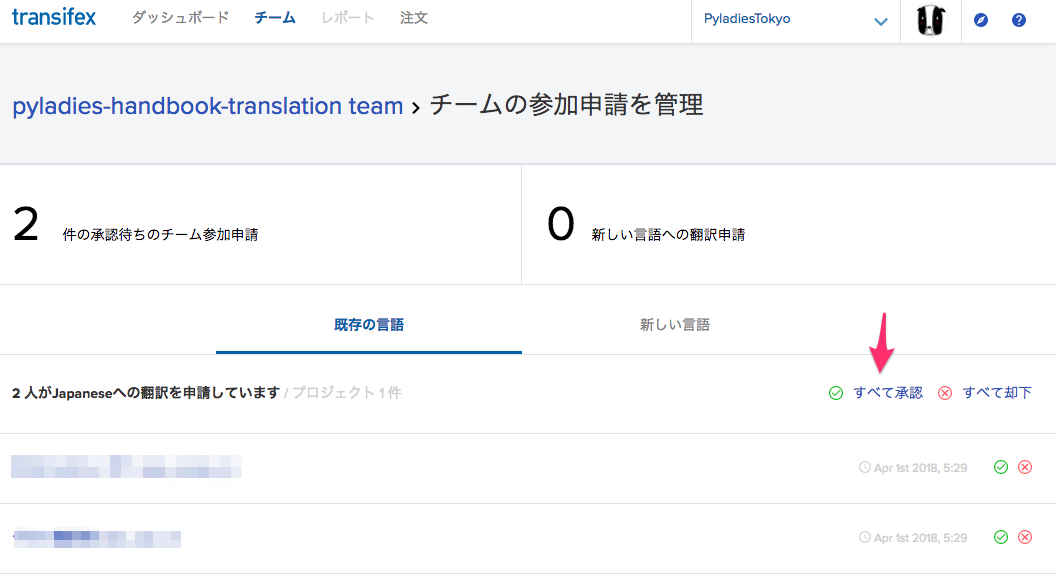 transifex ダッシュボード チーム レポート 注文 PyladiesTokyo
pyladies-handbook-translation team › チームの参加申請を管理
2 件の承認待ちのチーム参加申請 0 新しい言語への翻訳申請
既存の言語 新しい言語
2 人がJapaneseへの翻訳を申請しています / プロジェクト 1 件 すべて承認 すべて却下
Apr 1st 2018, 5:29
Apr 1st 2018, 5:29